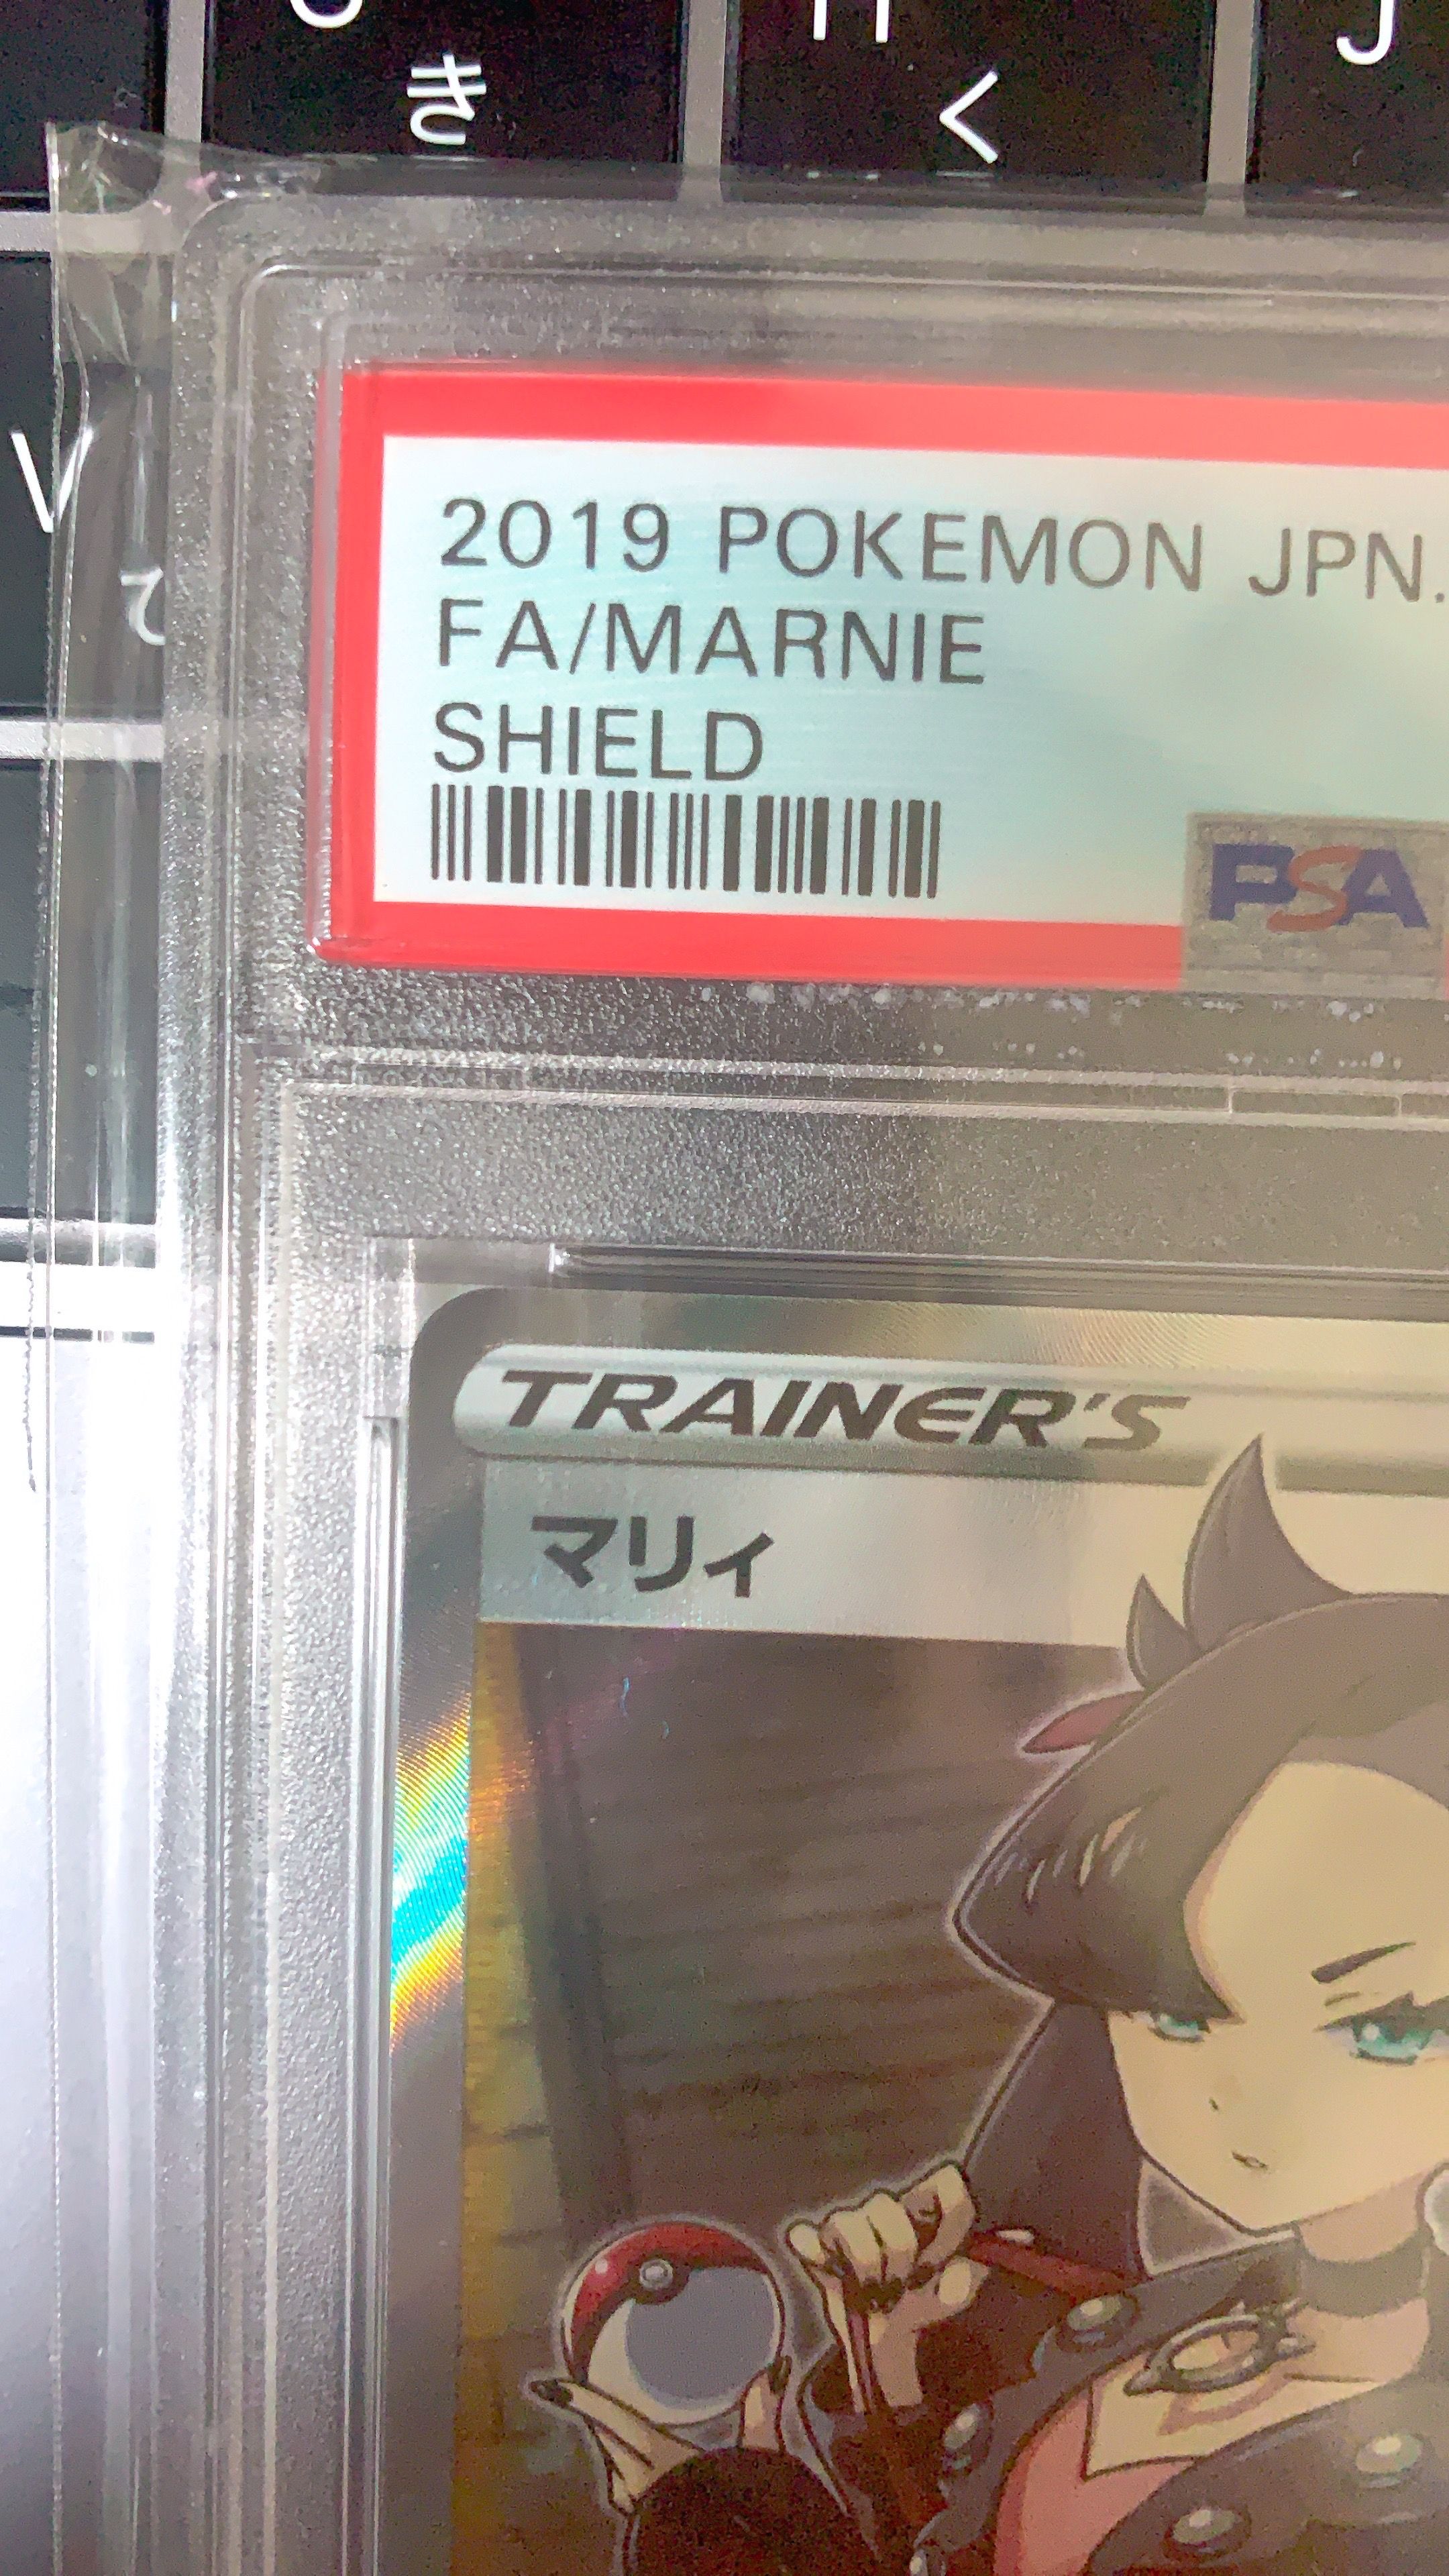 き
く
J
V
2019 POKEMON JPN.
FA/MARNIE
SHIELD
PSA
TRAINER'S
マリィ